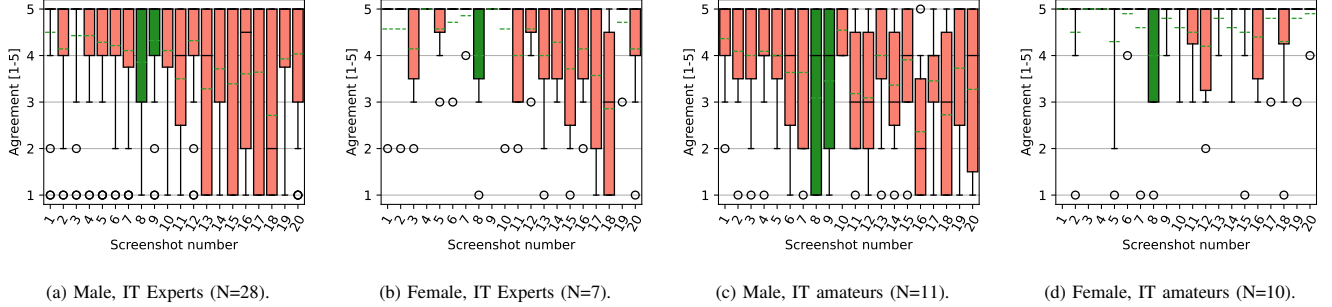 5 5 5 5
4 4 4 4
3 3 3 3
2 2 2 2
1 1 1 1
Agreement [1-5] Agreement [1-5] Agreement [1-5] Agreement [1-5]
1 2 3 4 5 6 7 8 9 10 11 12 13 14 15 16 17 18 19 20
1 2 3 4 5 6 7 8 9 10 11 12 13 14 15 16 17 18 19 20
1 2 3 4 5 6 7 8 9 10 11 12 13 14 15 16 17 18 19 20
1 2 3 4 5 6 7 8 9 10 11 12 13 14 15 16 17 18 19 20
Screenshot number Screenshot number Screenshot number Screenshot number
(a) Male, IT Experts (N=28). (b) Female, IT Experts (N=7). (c) Male, IT amateurs (N=11). (d) Female, IT amateurs (N=10).